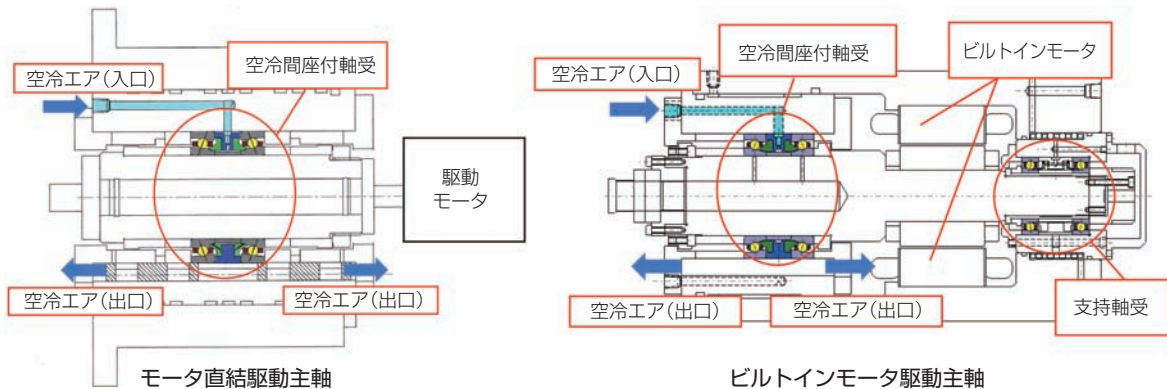 空冷エア（入口）
空冷間座付軸受
駆動
モータ
空冷エア（出口）
空冷エア（出口）
モータ直結駆動主軸
空冷エア（入口）
空冷間座付軸受
ビルトインモータ
空冷エア（出口）
空冷エア（出口）
支持軸受
ビルトインモータ駆動主軸